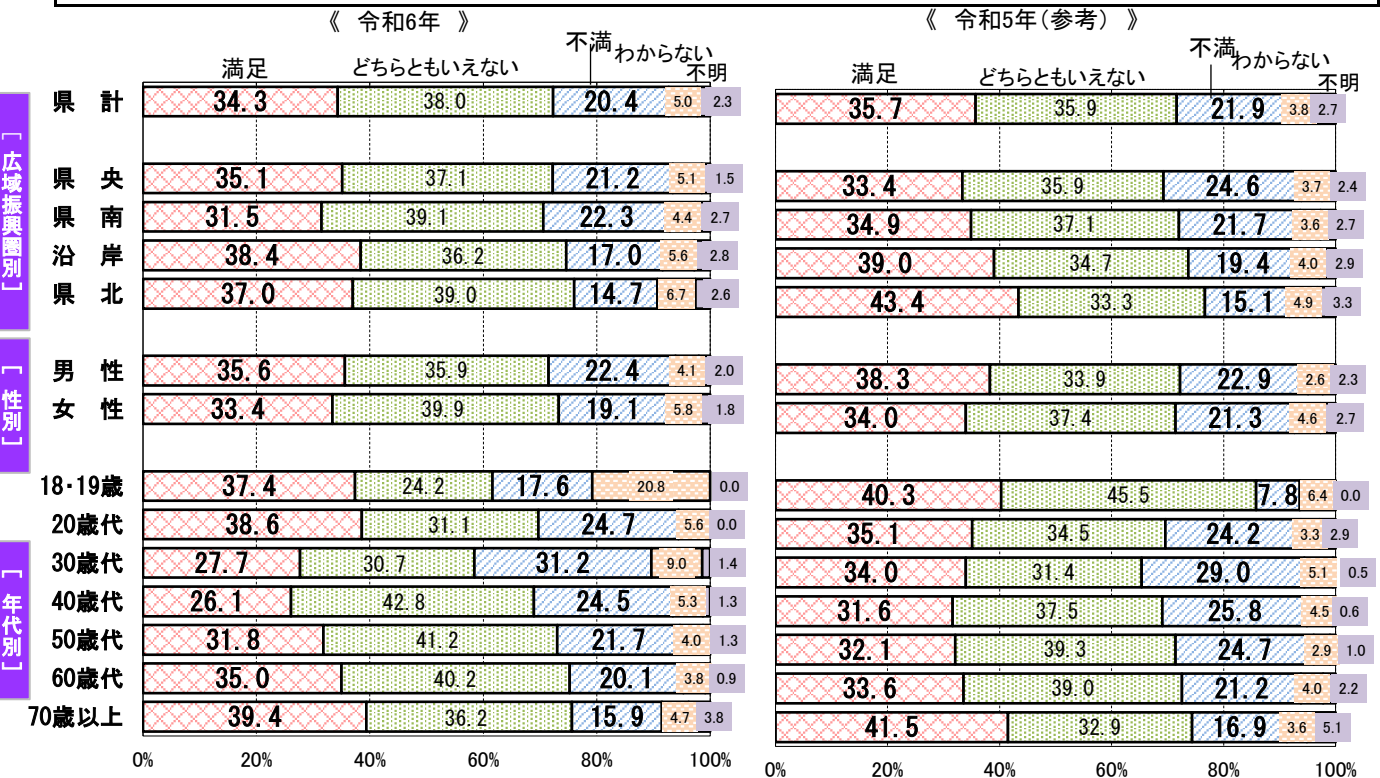 《 令和6年 》
《 令和5年(参考) 》
満足 どちらともいえない 不満 わからない 不明
満足 どちらともいえない 不満 わからない 不明
県 計 34.3 38.0 20.4 5.0 2.3 35.7 35.9 21.9 3.8 2.7
[広域振興圏別]
県 央 35.1 37.1 21.2 5.1 1.5 33.4 35.9 24.6 3.7 2.4
県 南 31.5 39.1 22.3 4.4 2.7 34.9 37.1 21.7 3.6 2.7
沿 岸 38.4 36.2 17.0 5.6 2.8 39.0 34.7 19.4 4.0 2.9
県 北 37.0 39.0 14.7 6.7 2.6 43.4 33.3 15.1 4.9 3.3
[性別]
男 性 35.6 35.9 22.4 4.1 2.0 38.3 33.9 22.9 2.6 2.3
女 性 33.4 39.9 19.1 5.8 1.8 34.0 37.4 21.3 4.6 2.7
[年代別]
18・19歳 37.4 24.2 17.6 20.8 0.0 40.3 45.5 7.8 6.4 0.0
20歳代 38.6 31.1 24.7 5.6 0.0 35.1 34.5 24.2 3.3 2.9
30歳代 27.7 30.7 31.2 9.0 1.4 34.0 31.4 29.0 5.1 0.5
40歳代 26.1 42.8 24.5 5.3 1.3 31.6 37.5 25.8 4.5 0.6
50歳代 31.8 41.2 21.7 4.0 1.3 32.1 39.3 24.7 2.9 1.0
60歳代 35.0 40.2 20.1 3.8 0.9 33.6 39.0 21.2 4.0 2.2
70歳以上 39.4 36.2 15.9 4.7 3.8 41.5 32.9 16.9 3.6 5.1
0% 20% 40% 60% 80% 100%
0% 20% 40% 60% 80% 100%